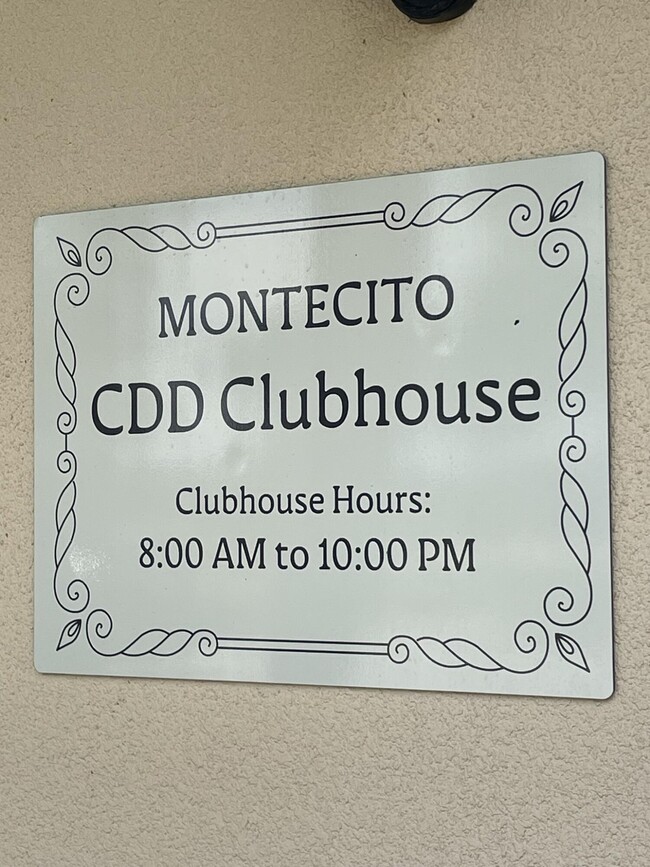 MONTECITO
CDD Clubhouse
Clubhouse Hours:
8:00 AM to 10:00 PM